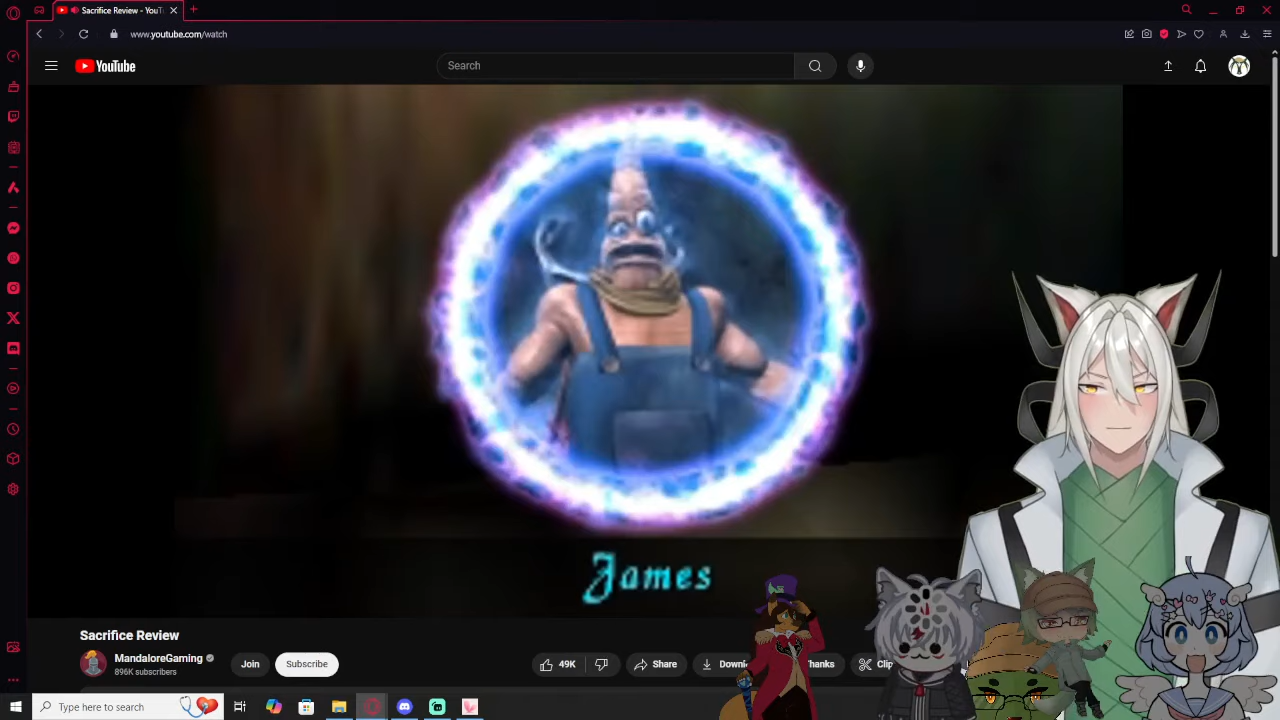 Sacrifice Review - YouT
www.youtube.com/watch
YouTube
Search
James
Sacrifice Review
MandaloreGaming
896K subscribers
Join
Subscribe
49K
Share
Downl
Thanks
Clip
Type here to search